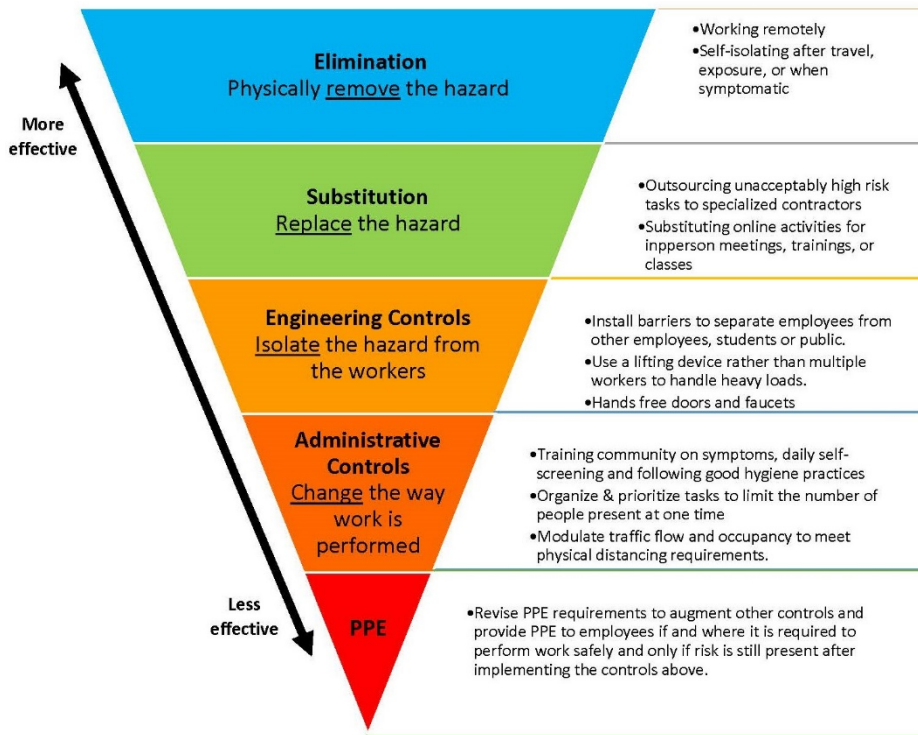 Elimination
Physically remove the hazard
•Working remotely
•Self-isolating after travel,
exposure, or when
symptomatic
More
effective
Substitution
Replace the hazard
•Outsourcing unacceptably high risk
tasks to specialized contractors
•Substituting online activities for
inpperson meetings, trainings, or
classes
Engineering Controls
Isolate the hazard from
the workers
•Install barriers to separate employees from
other employees, students or public.
•Use a lifting device rather than multiple
workers to handle heavy loads.
•Hands free doors and faucets
Administrative
Controls
Change the way
work is
performed
•Training community on symptoms, daily self-
screening and following good hygiene practices
•Organize & prioritize tasks to limit the number of
people present at one time
•Modulate traffic flow and occupancy to meet
physical distancing requirements.
Less
effective
PPE
•Revise PPE requirements to augment other controls and
provide PPE to employees if and where it is required to
perform work safely and only if risk is still present after
implementing the controls above.